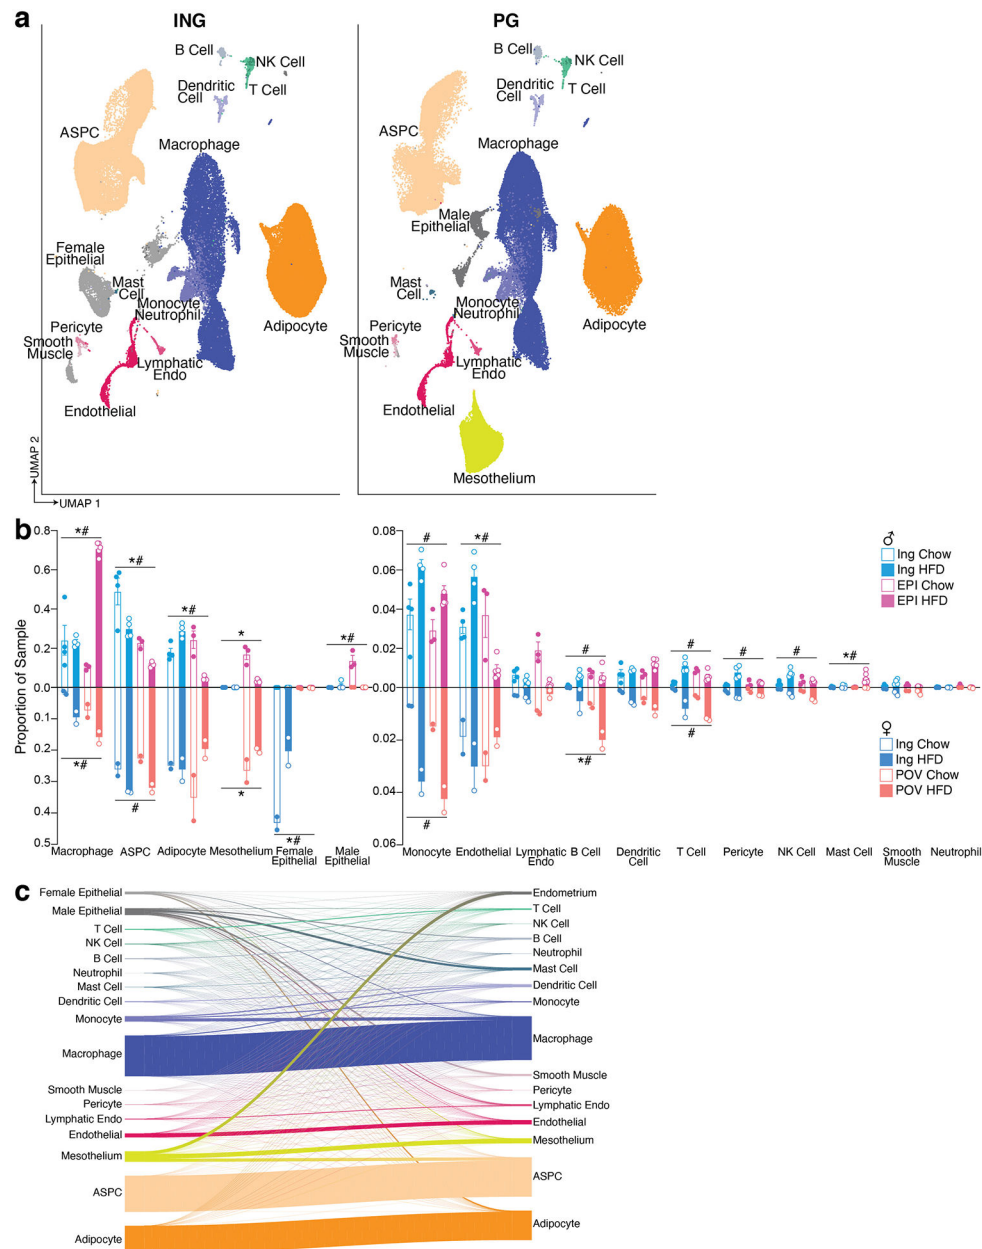 a
ING
PG
B Cell
NK Cell
Dendritic
Cell
T Cell
ASPC
Macrophage
Female
Epithelial
Mast
Cell
Monocyte
Neutrophil
Pericyte
Smooth
Muscle
Lymphatic
Endo
Endothelial
Adipocyte
B Cell
NK Cell
Dendritic
Cell
T Cell
ASPC
Macrophage
Male
Epithelial
Mast
Cell
Monocyte
Neutrophil
Pericyte
Smooth
Muscle
Lymphatic
Endo
Endothelial
Adipocyte
Mesothelium
UMAP 2
UMAP 1
b
Proportion of Sample
0.8
0.6
0.4
0.2
0.0
0.1
0.2
0.3
0.4
0.5
*#
*#
*#
*
*#
*#
#
*
*#
Macrophage
ASPC
Adipocyte
Mesothelium
Female
Epithelial
Male
Epithelial
0.08
0.06
0.04
0.02
0.00
0.02
0.04
0.06
#
*#
#
#
#
#
*#
#
*#
#
Monocyte
Endothelial
Lymphatic
Endo
B Cell
Dendritic
Cell
T Cell
Pericyte
NK Cell
Mast Cell
Smooth
Muscle
Neutrophil
♂
Ing Chow
Ing HFD
EPI Chow
EPI HFD
♀
Ing Chow
Ing HFD
POV Chow
POV HFD
c
Female Epithelial
Male Epithelial
T Cell
NK Cell
B Cell
Neutrophil
Mast Cell
Dendritic Cell
Monocyte
Macrophage
Smooth Muscle
Pericyte
Lymphatic Endo
Endothelial
Mesothelium
ASPC
Adipocyte
Endometrium
T Cell
NK Cell
B Cell
Neutrophil
Mast Cell
Dendritic Cell
Monocyte
Macrophage
Smooth Muscle
Pericyte
Lymphatic Endo
Endothelial
Mesothelium
ASPC
Adipocyte